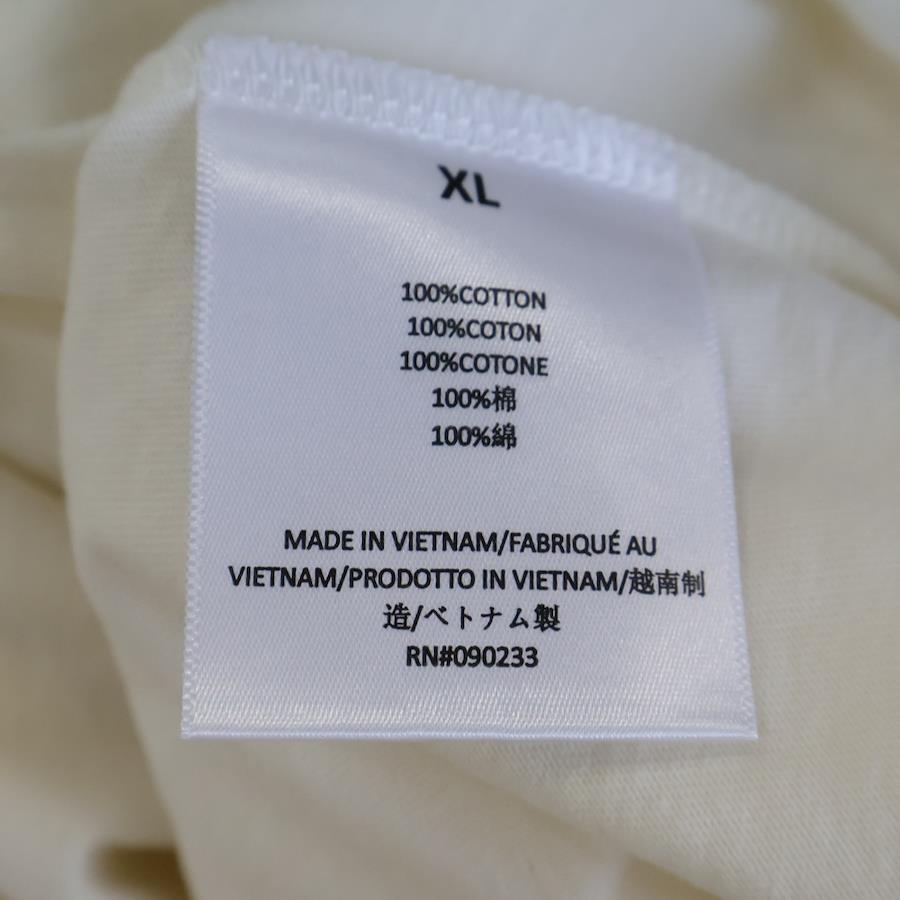 XL
100%COTTON
100%COTON
100%COTONE
100%棉
100%綿
MADE IN VIETNAM/FABRIQUÉ AU
VIETNAM/PRODOTTO IN VIETNAM/越南制
造/ベトナム製
RN#090233